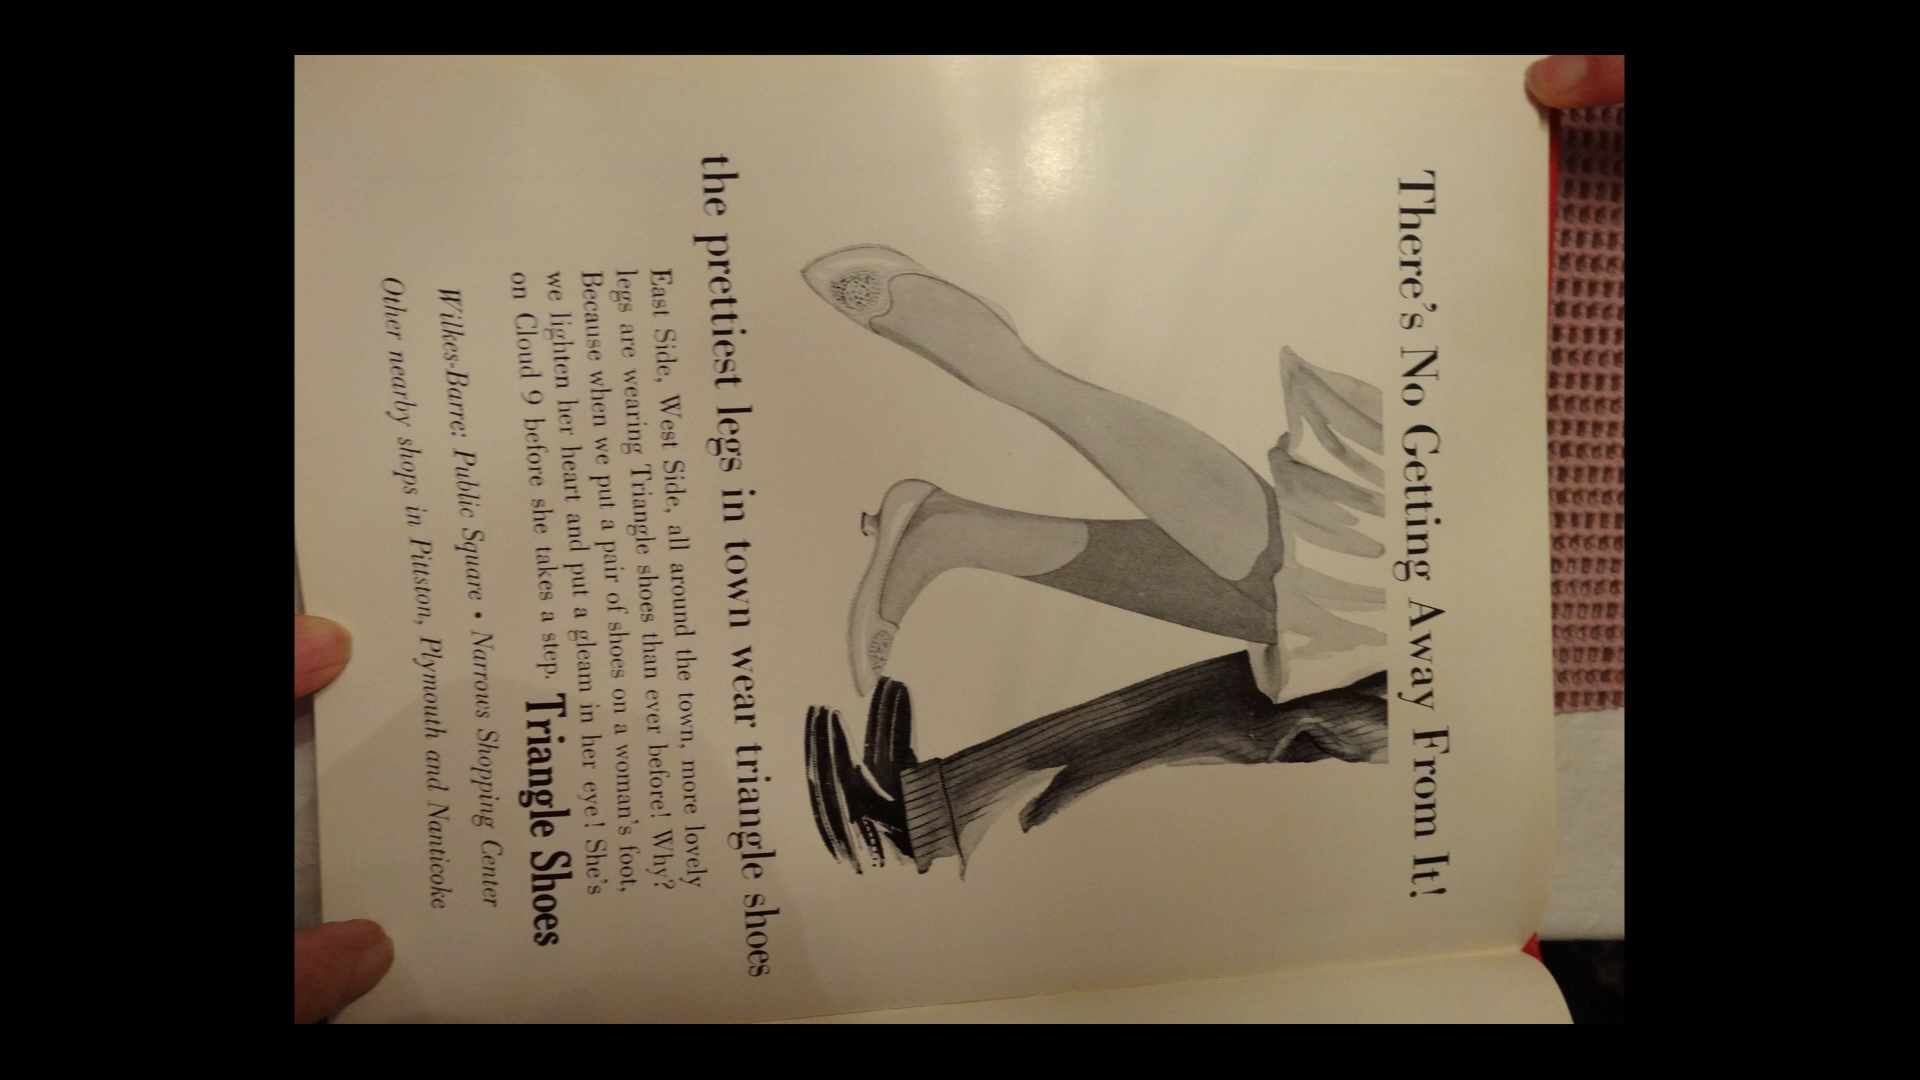 There's No Getting Away From It!
the prettiest legs in town wear triangle shoes
East Side, West Side, all around the town, more lovely
legs are wearing Triangle shoes than ever before! Why?
Because when we put a pair of shoes on a woman's foot,
we lighten her heart and put a gleam in her eye! She's
on Cloud 9 before she takes a step. Triangle Shoes
Wilkes-Barre: Public Square • Narrows Shopping Center
Other nearby shops in Pittston, Plymouth and Nanticoke